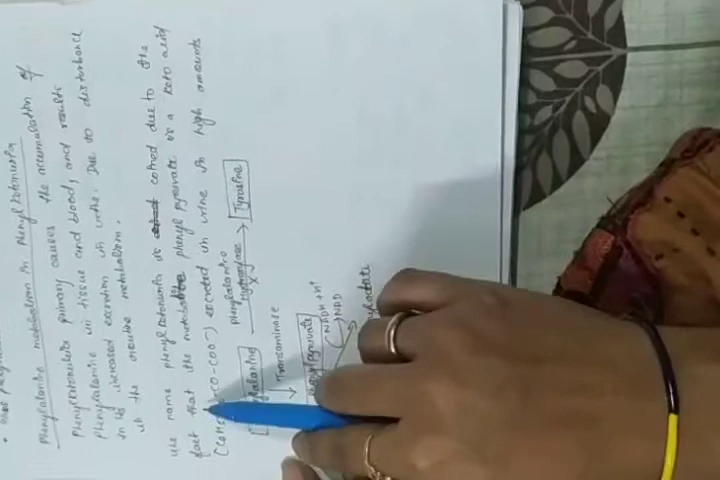 Phenylalanine metabolism in Phenylketonuria
Phenylketonuria primary causes the accumulation of
phenylalanine in tissue and blood, and results
in its increased excretion in urine. Due to disturbance
in the routine metabolism.
The name phenylketonuria is coined due to the
fact that the metabolite phenyl pyruvate is a keto acid
excreted in urine in high amounts
phenylalanine
Hydroxylase
Tyrosine
Transaminase
NADH + H+
NAD